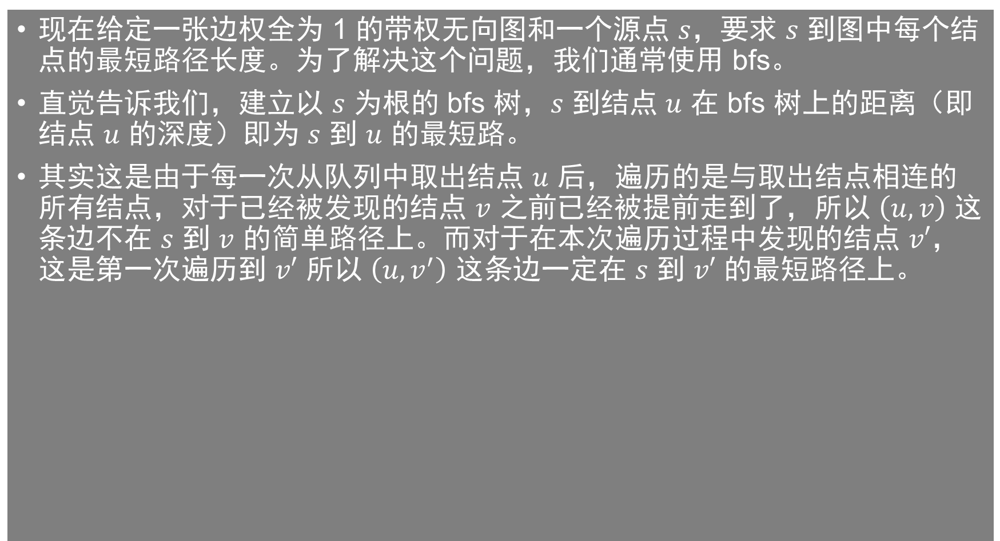 • 现在给定一张边权全为 1 的带权无向图和一个源点 s，要求 s 到图中每个结
点的最短路径长度。为了解决这个问题，我们通常使用 bfs。
• 直觉告诉我们，建立以 s 为根的 bfs 树，s 到结点 u 在 bfs 树上的距离（即
结点 u 的深度）即为 s 到 u 的最短路。
• 其实这是由于每一次从队列中取出结点 u 后，遍历的是与取出结点相连的
所有结点，对于已经被发现的结点 v 之前已经被提前走到了，所以 (u, v) 这
条边不在 s 到 v 的简单路径上。而对于在本次遍历过程中发现的结点 v′，
这是第一次遍历到 v′ 所以 (u, v′) 这条边一定在 s 到 v′ 的最短路径上。